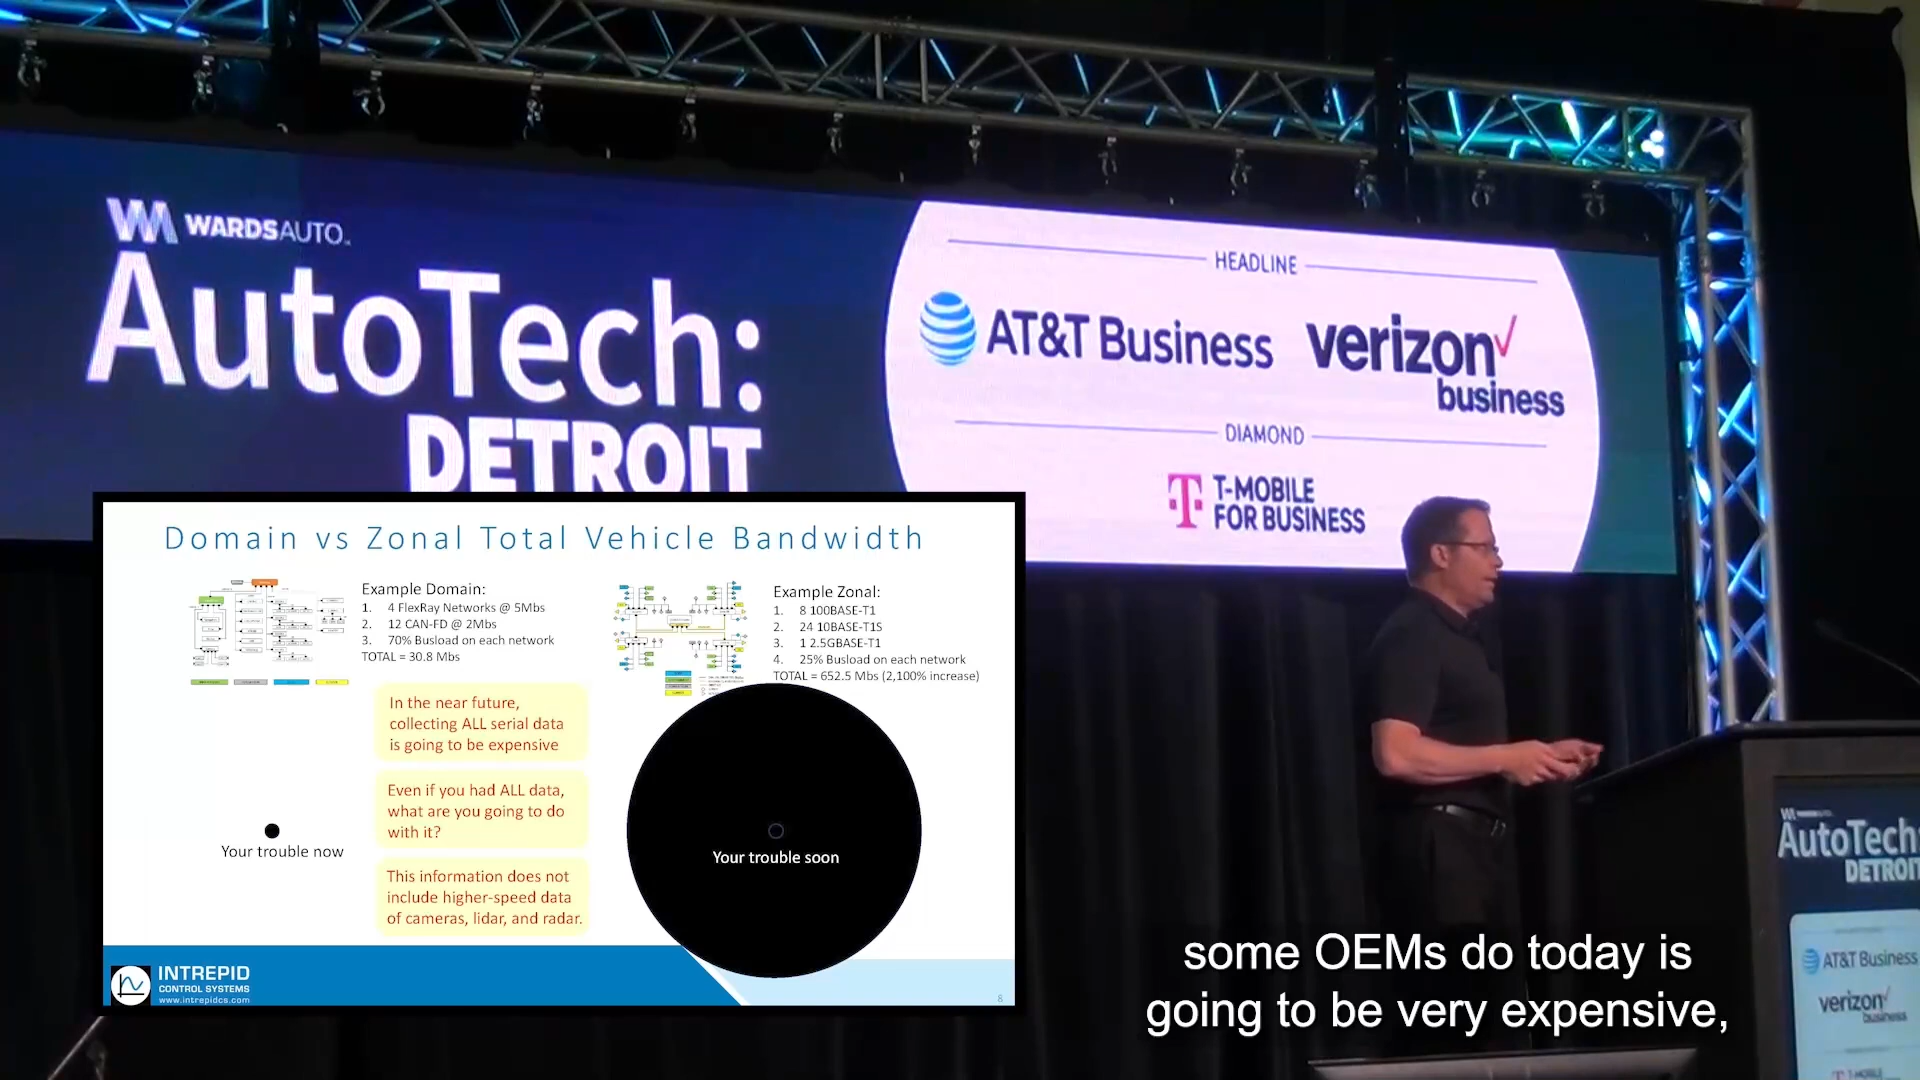 WARDSAUTO
AutoTech:
DETROIT
HEADLINE
AT&T Business
verizon
business
DIAMOND
T-MOBILE
FOR BUSINESS
Domain vs Zonal Total Vehicle Bandwidth
Example Domain:
1. 4 FlexRay Networks @ 5Mbs
2. 12 CAN-FD @ 2Mbs
3. 70% Busload on each network
TOTAL = 30.8 Mbs
Example Zonal:
1. 8 100BASE-T1
2. 24 10BASE-T1S
3. 1 2.5GBASE-T1
4. 25% Busload on each network
TOTAL = 652.5 Mbs (2,100% increase)
In the near future,
collecting ALL serial data
is going to be expensive
Even if you had ALL data,
what are you going to do
with it?
This information does not
include higher-speed data
of cameras, lidar, and radar.
Your trouble now
Your trouble soon
INTREPID
CONTROL SYSTEMS
www.intrepidcs.com
8
some OEMs do today is
going to be very expensive,
AutoTech:
DETROIT
AT&T Business
verizon
business